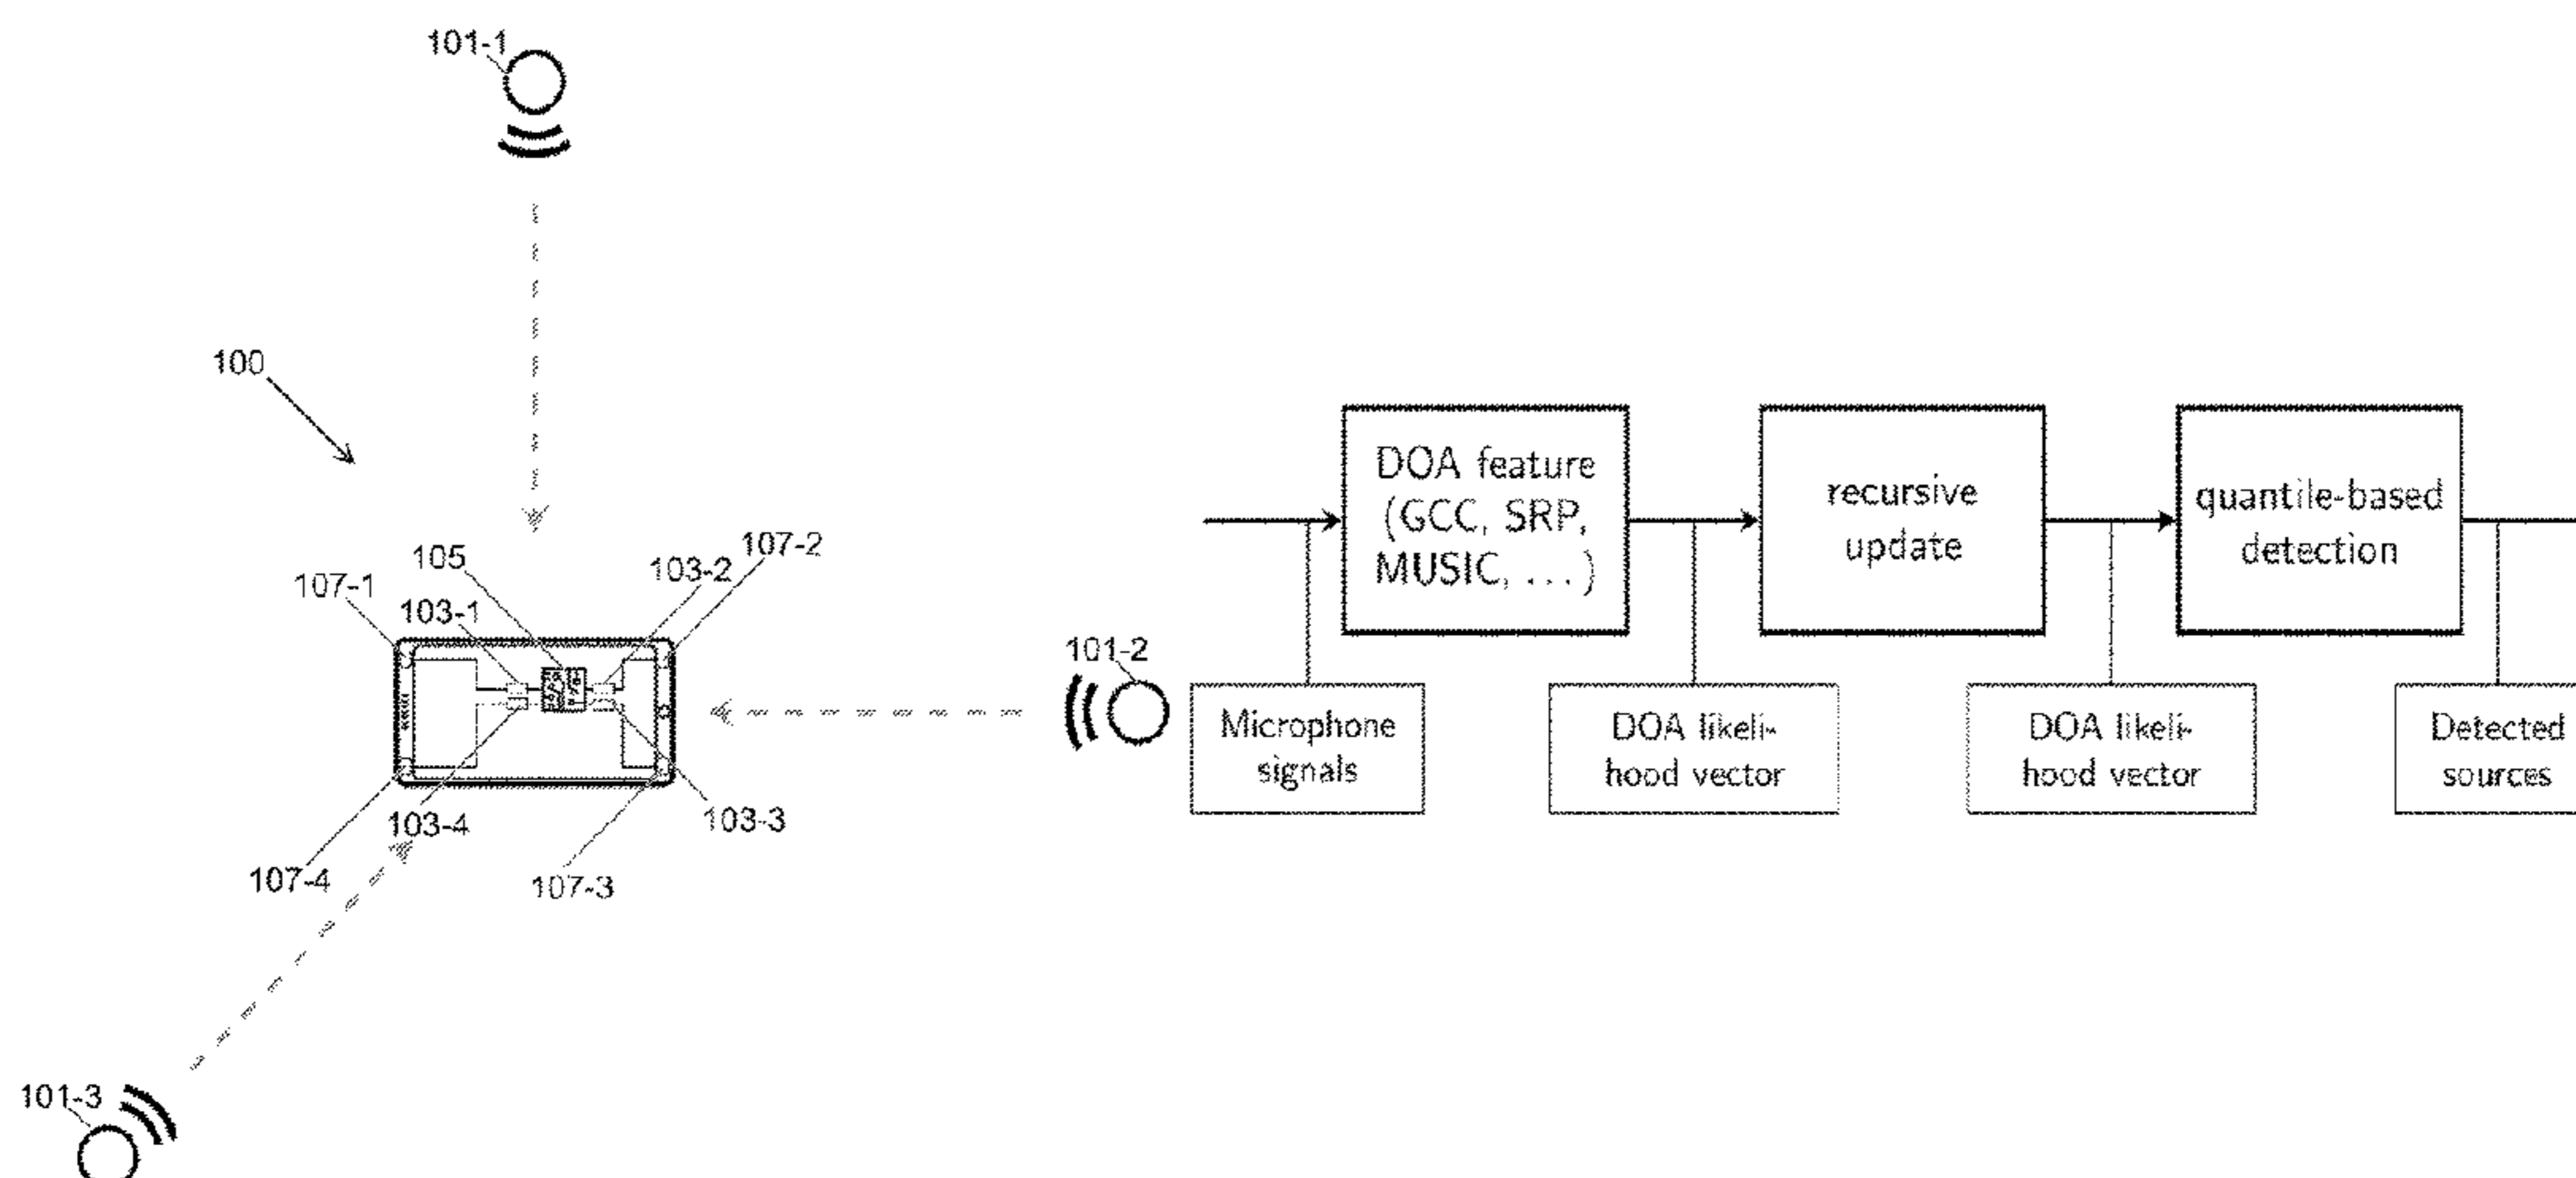 101-1
100
105
107-2
103-2
107-1
103-1
101-2
103-4
103-3
107-4
107-3
101-3
DOA feature
(GCC, SRP,
MUSIC, ...)
recursive
update
quantile-based
detection
Microphone
signals
DOA likeli-
hood vector
DOA likeli-
hood vector
Detected
sources